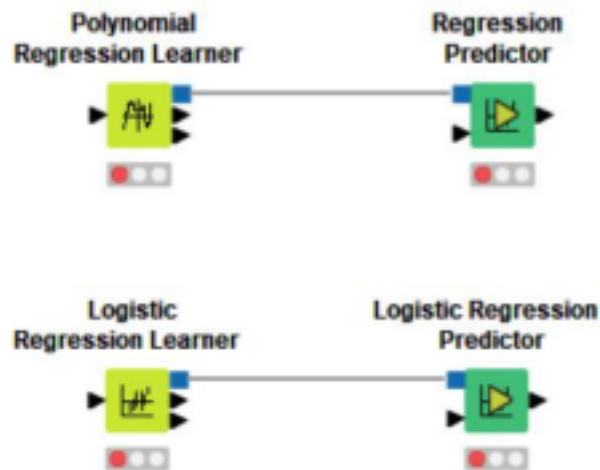 Polynomial
Regression Learner
Regression
Predictor
Logistic
Regression Learner
Logistic Regression
Predictor